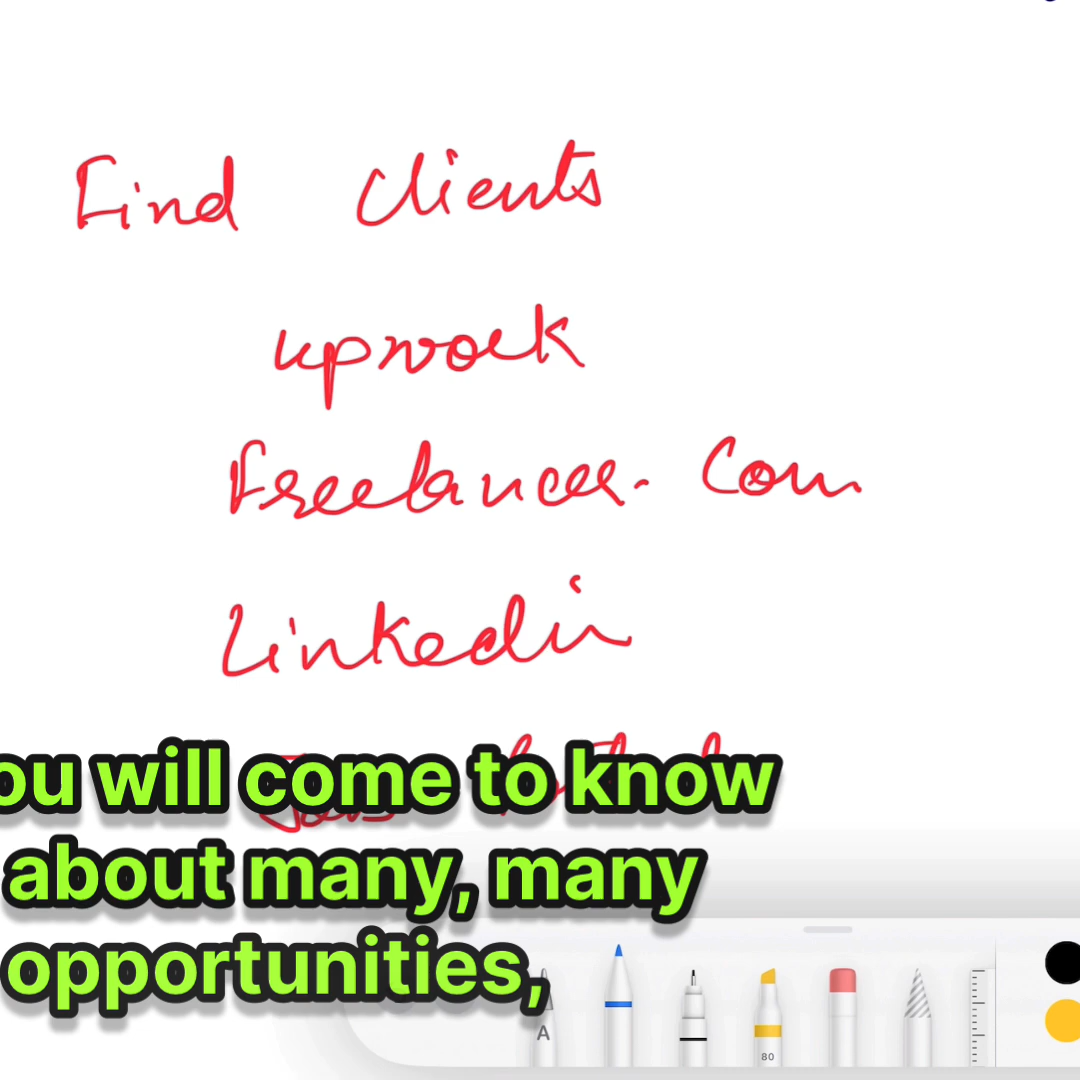 Find Clients
upwork
Freelancer. Com
Linkedin
ou will come to know
about many, many
opportunities,
A
80